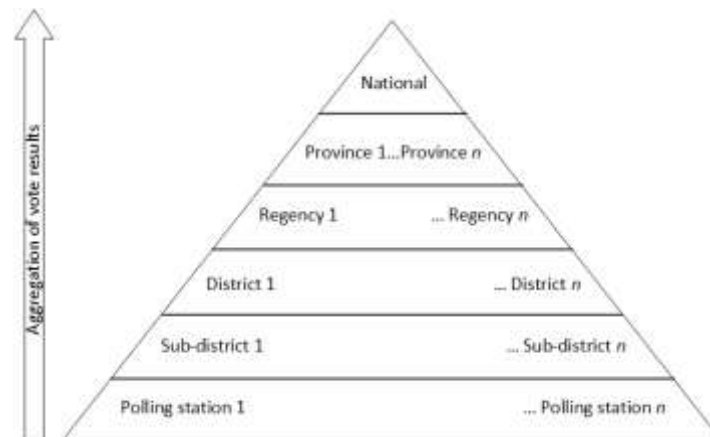 Aggregation of vote results
National
Province 1...Province n
Regency 1 ... Regency n
District 1 ... District n
Sub-district 1 ... Sub-district n
Polling station 1 ... Polling station n